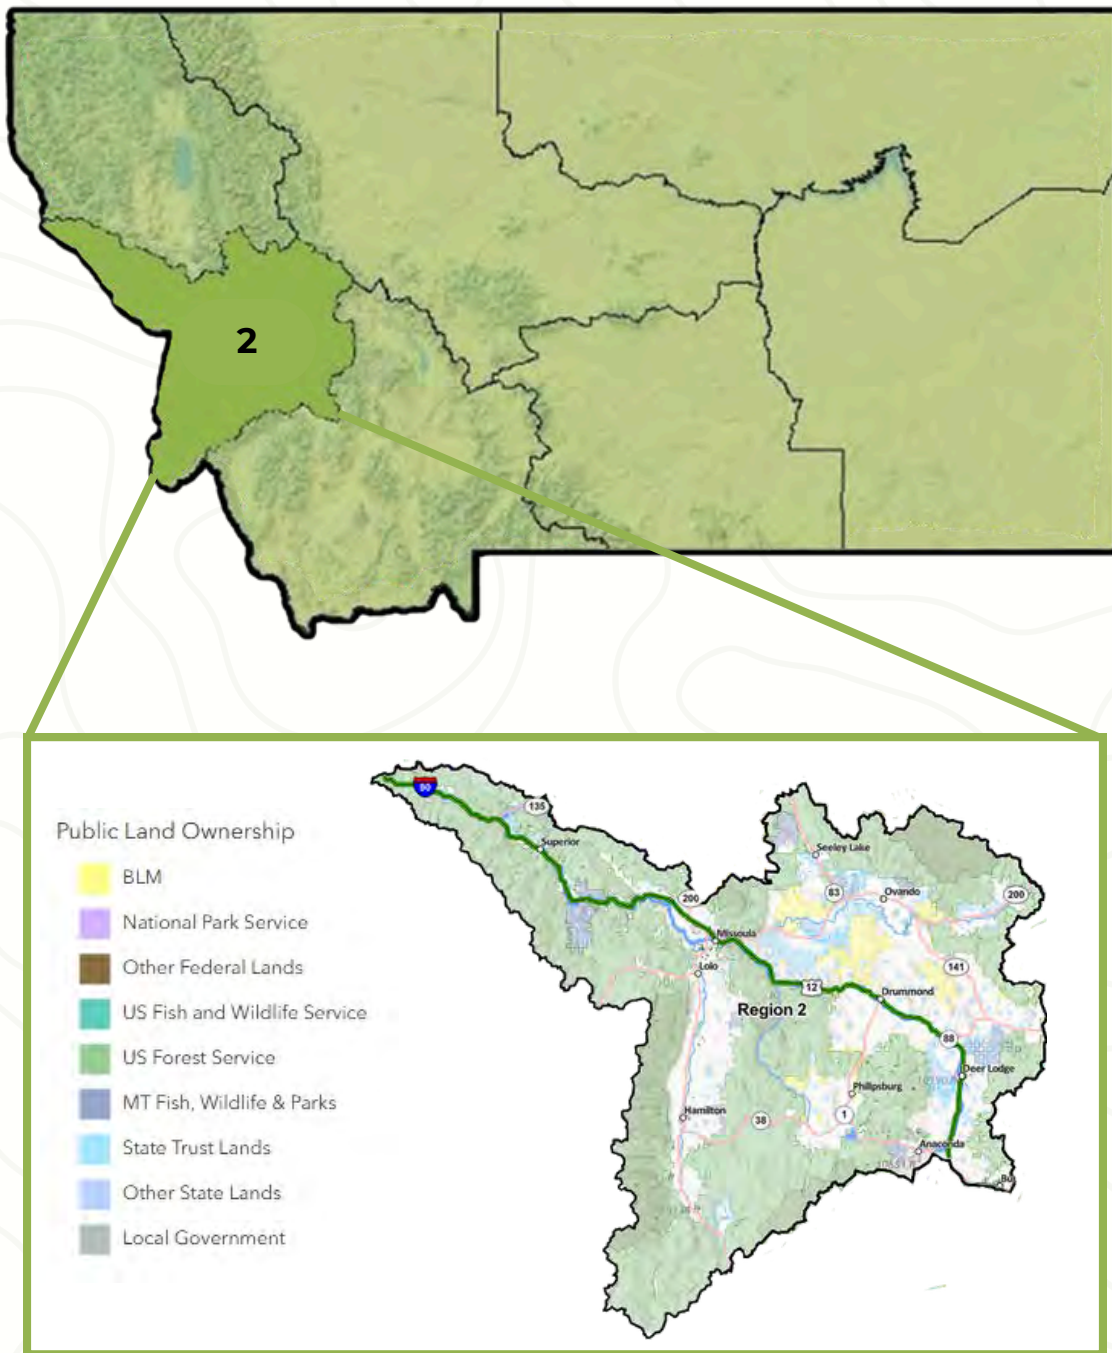 2
Public Land Ownership
BLM
National Park Service
Other Federal Lands
US Fish and Wildlife Service
US Forest Service
MT Fish, Wildlife & Parks
State Trust Lands
Other State Lands
Local Government
90
135
Superior
Seeley Lake
83
Ovando
200
200
Missoula
Lolo
141
12
Drummond
Region 2
88
Deer Lodge
Philipsburg
Hamilton
38
1
Anaconda